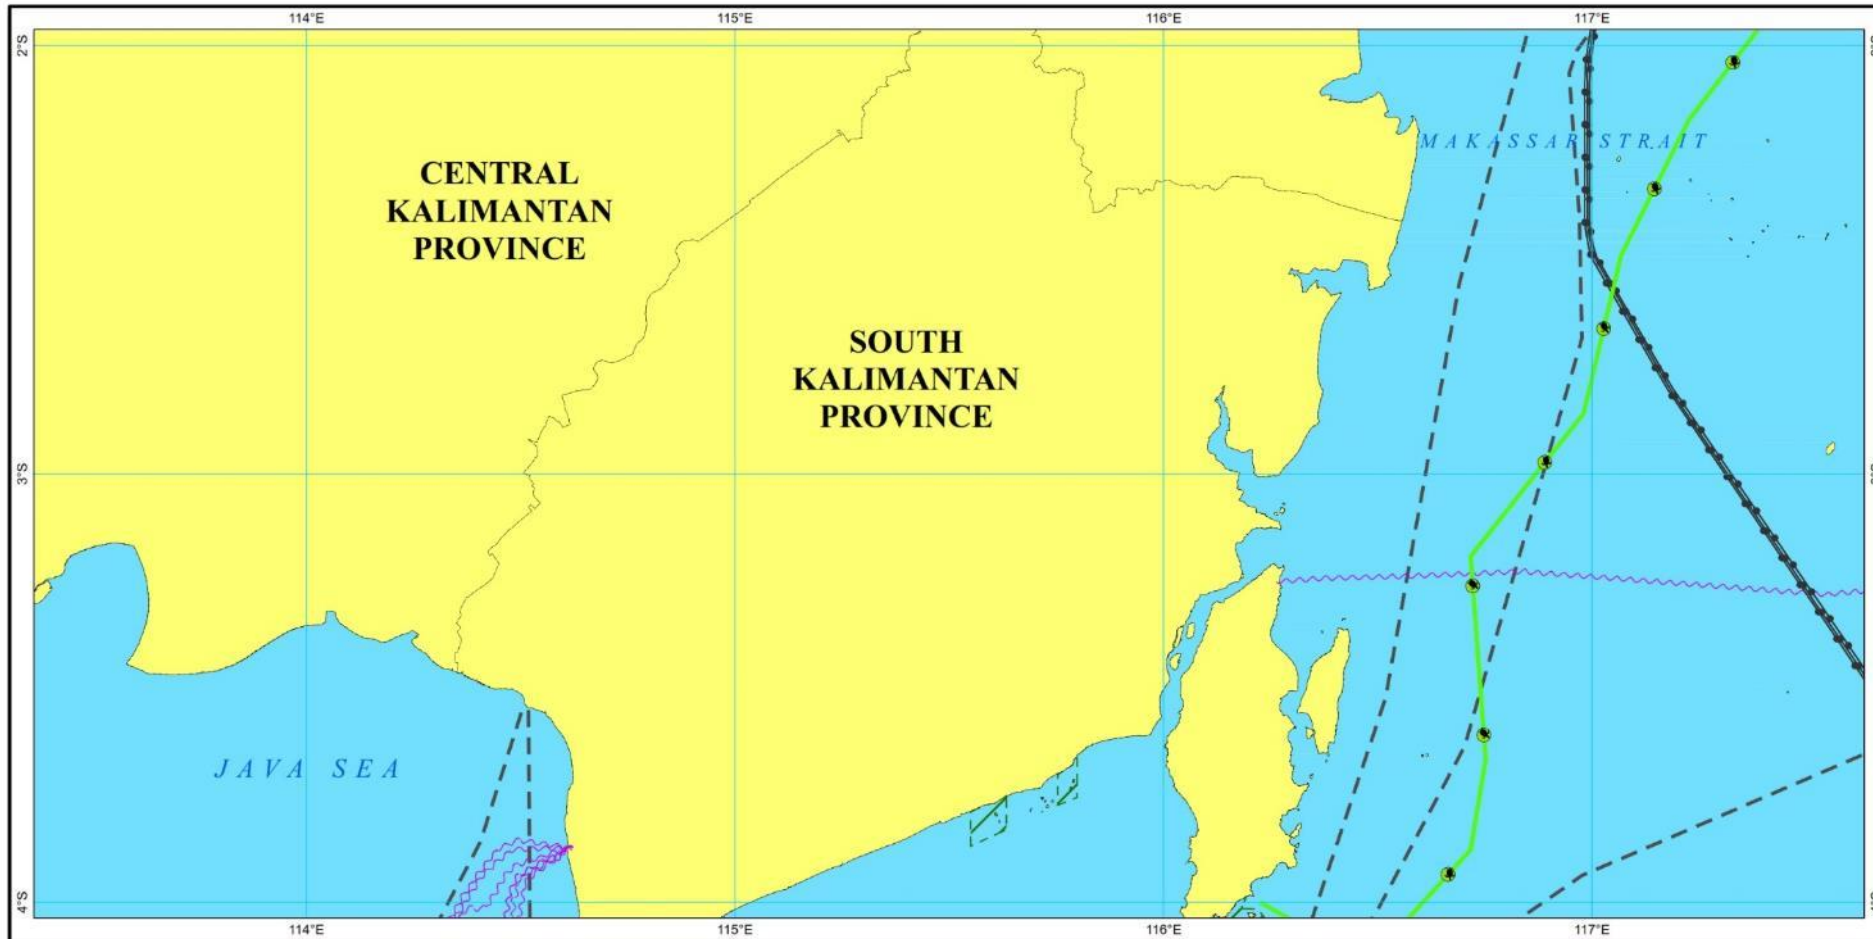 114°E 115°E 116°E 117°E
2°S
MAKASSAR STRAIT
CENTRAL
KALIMANTAN
PROVINCE
SOUTH
KALIMANTAN
PROVINCE
3°S
JAVA SEA
4°S
114°E 115°E 116°E 117°E